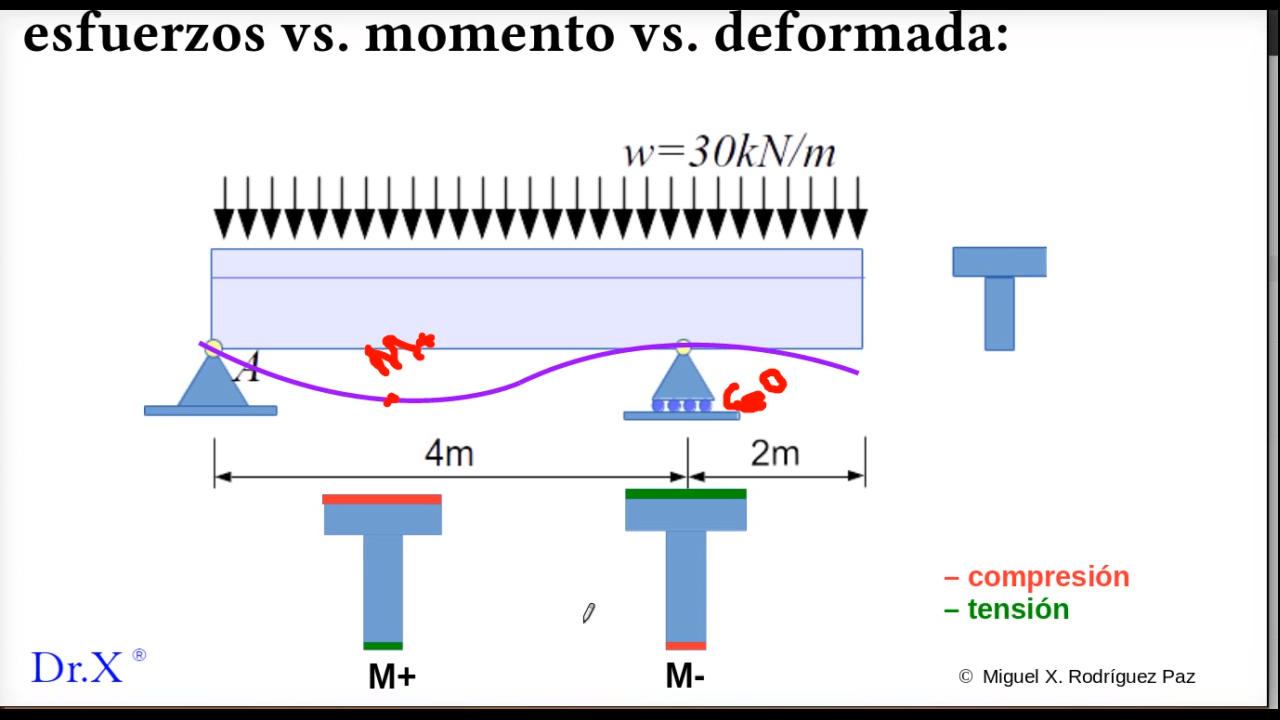 esfuerzos vs. momento vs. deformada:
w=30kN/m
A
4m
2m
– compresión
– tensión
Dr.X ®
M+
M-
© Miguel X. Rodríguez Paz